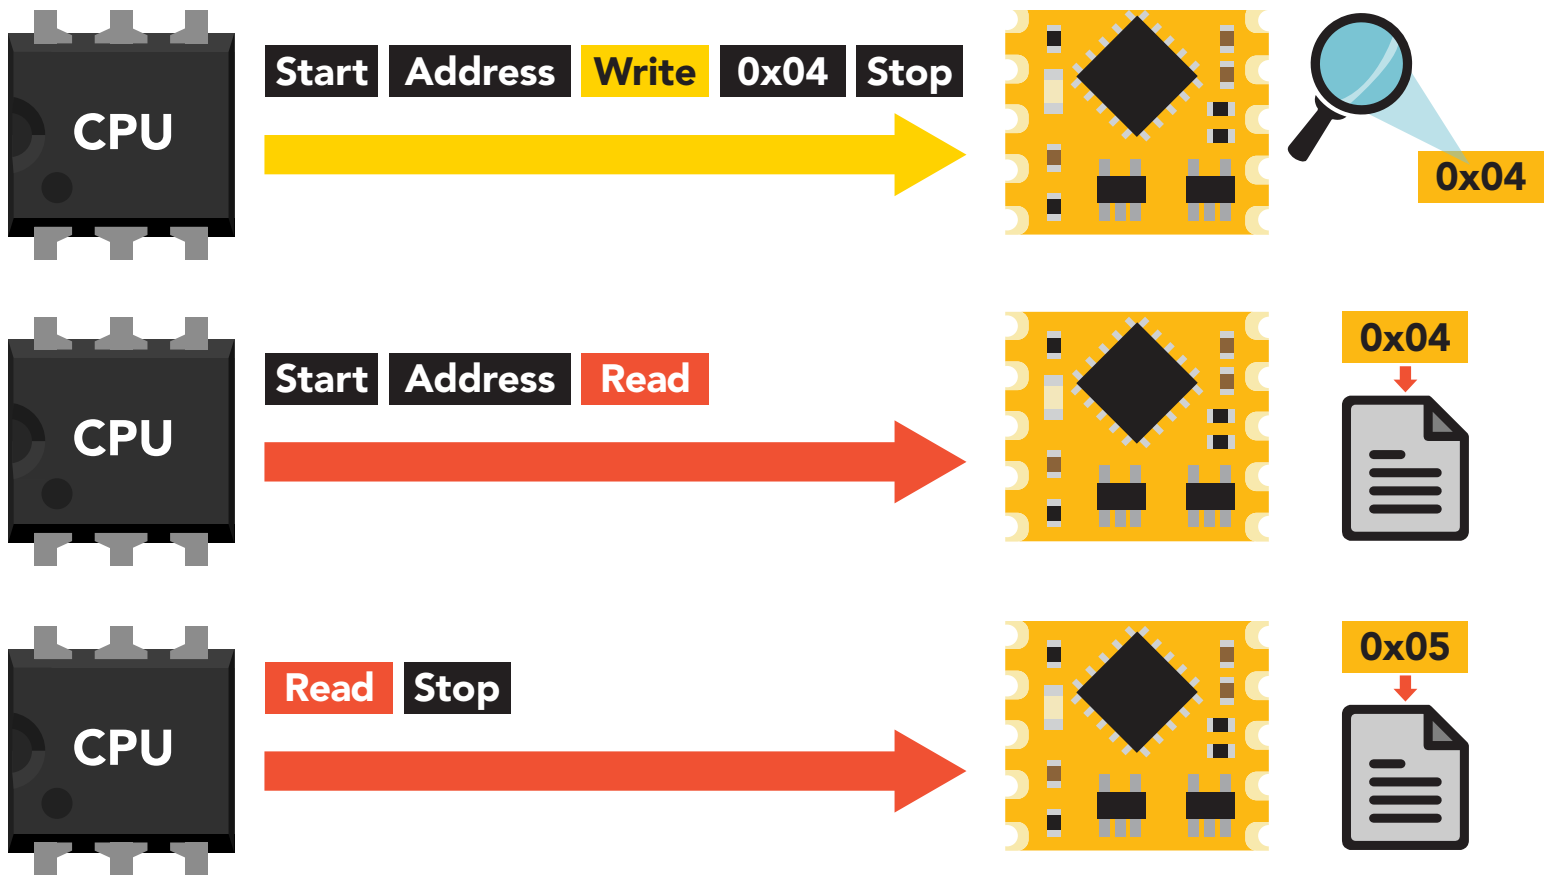 CPU
Start Address Write 0x04 Stop
0x04
CPU
Start Address Read
0x04
CPU
Read Stop
0x05